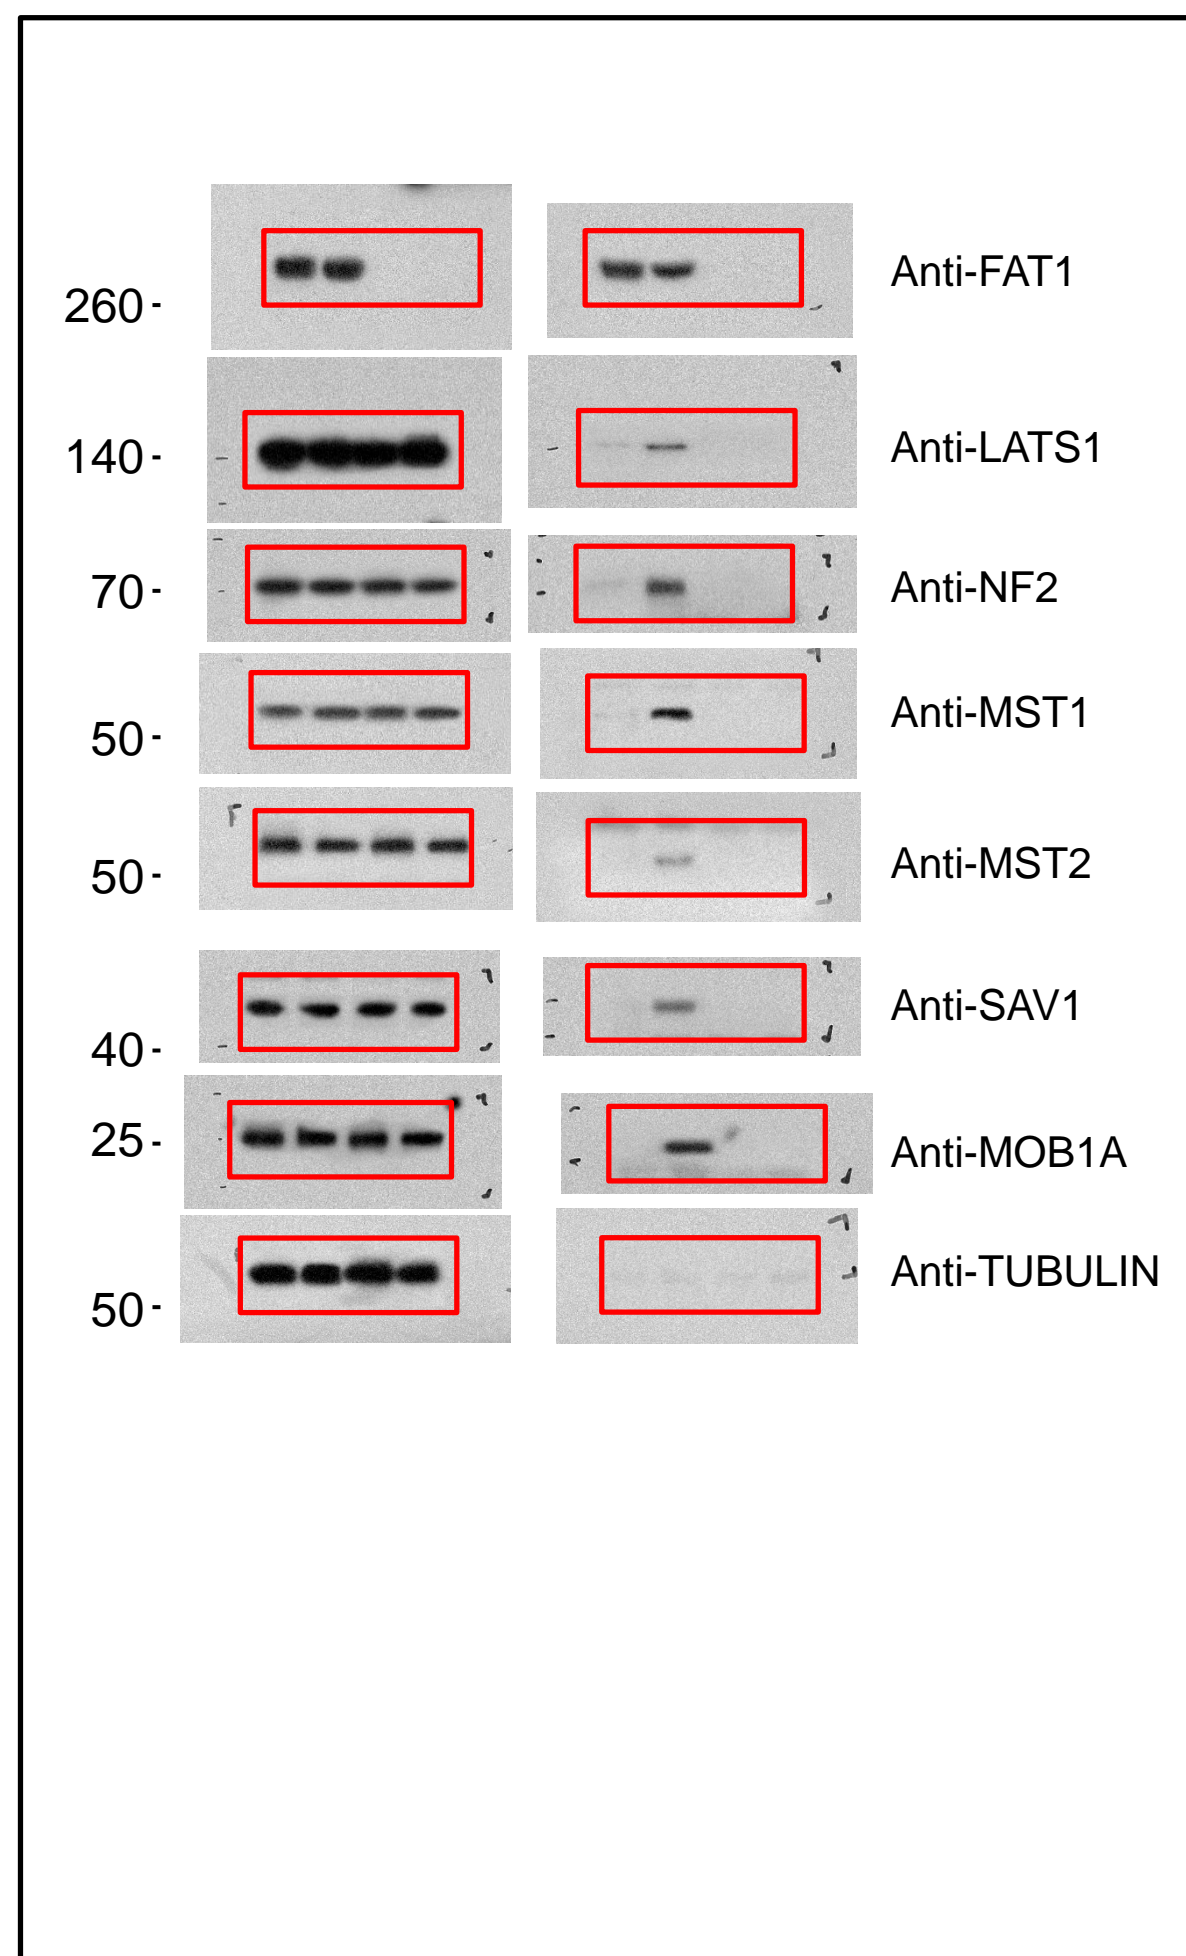 260- Anti-FAT1
140- Anti-LATS1
70- Anti-NF2
50- Anti-MST1
50- Anti-MST2
40- Anti-SAV1
25- Anti-MOB1A
50- Anti-TUBULIN